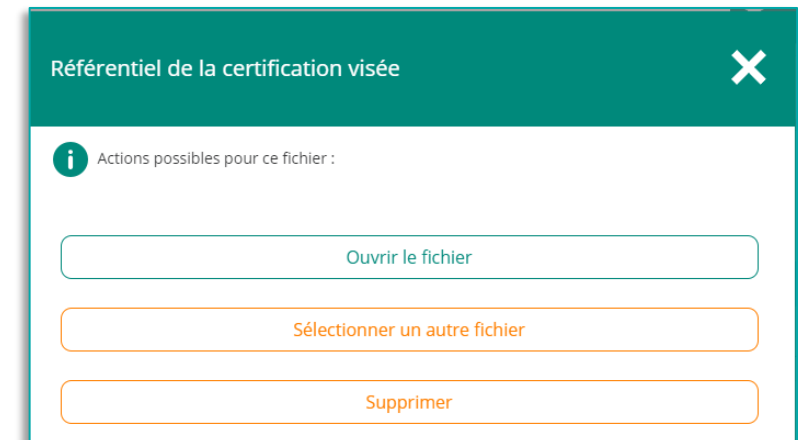 Référentiel de la certification visée
Actions possibles pour ce fichier :
Ouvrir le fichier
Sélectionner un autre fichier
Supprimer